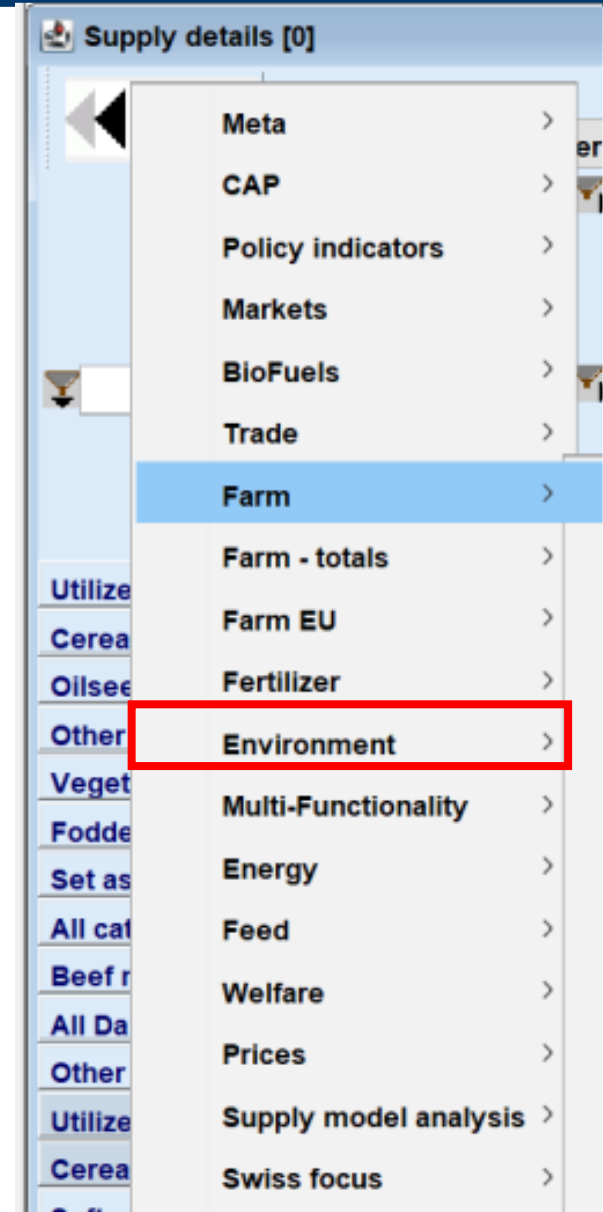 Supply details [0]
Meta
er
CAP
Policy indicators
Markets
BioFuels
Trade
Farm
Farm - totals
Utilize
Farm EU
Cerea
Fertilizer
Oilsee
Other
Environment
Veget
Multi-Functionality
Fodde
Energy
Set as
Feed
All cat
Beef r
Welfare
All Da
Prices
Other
Utilize
Supply model analysis
Cerea
Swiss focus